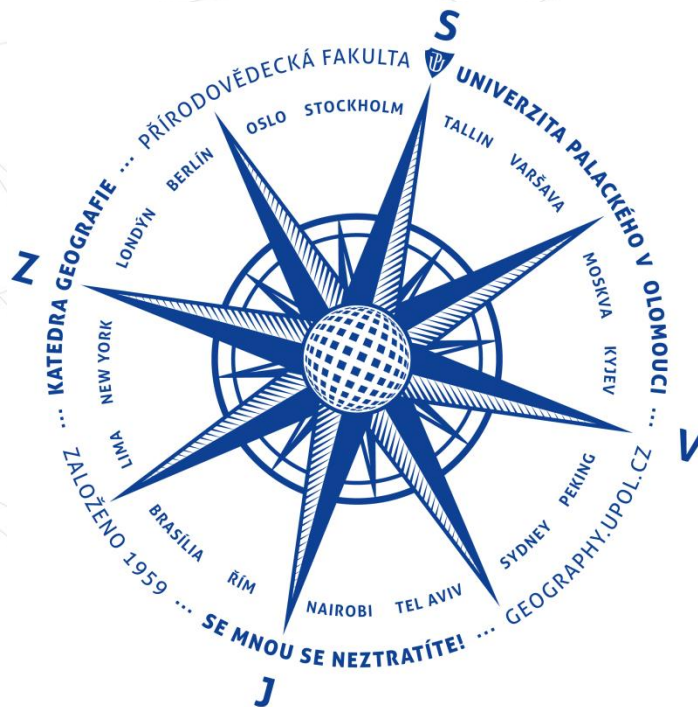 S
UNIVERZITA PALACKÉHO V OLOMOUCI ...
GEOGRAPHY.UPOL.CZ ...
SE MNOU SE NEZTRATÍTE! ...
ZALOŽENO 1959 ...
KATEDRA GEOGRAFIE ...
PŘÍRODOVĚDECKÁ FAKULTA
UP
V
J
Z
STOCKHOLM
TALLIN
VARŠAVA
MOSKVA
KYJEV
PEKING
SYDNEY
TEL AVIV
NAIROBI
ŘÍM
BRASÍLIA
LIMA
NEW YORK
LONDÝN
BERLÍN
OSLO